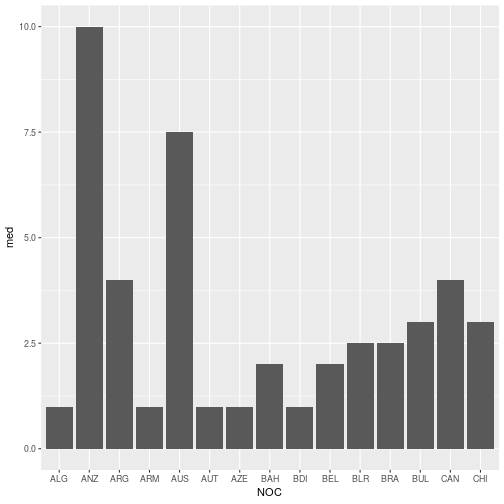 10.0
7.5
5.0
2.5
0.0
med
ALG ANZ ARG ARM AUS AUT AZE BAH BDI BEL BLR BRA BUL CAN CHI
NOC